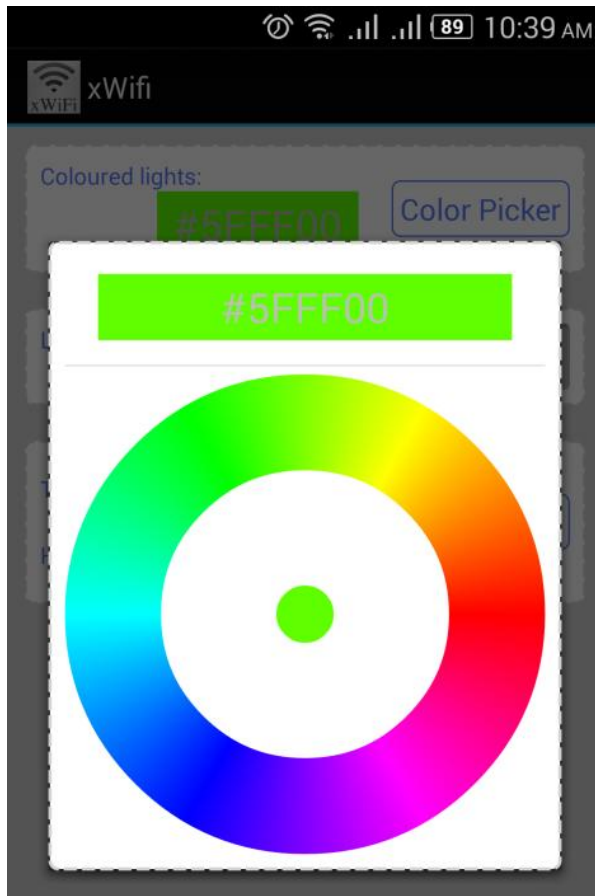 89 10:39 AM
xWiFi xWifi
Coloured lights:
#5FFF00 Color Picker
#5FFF00